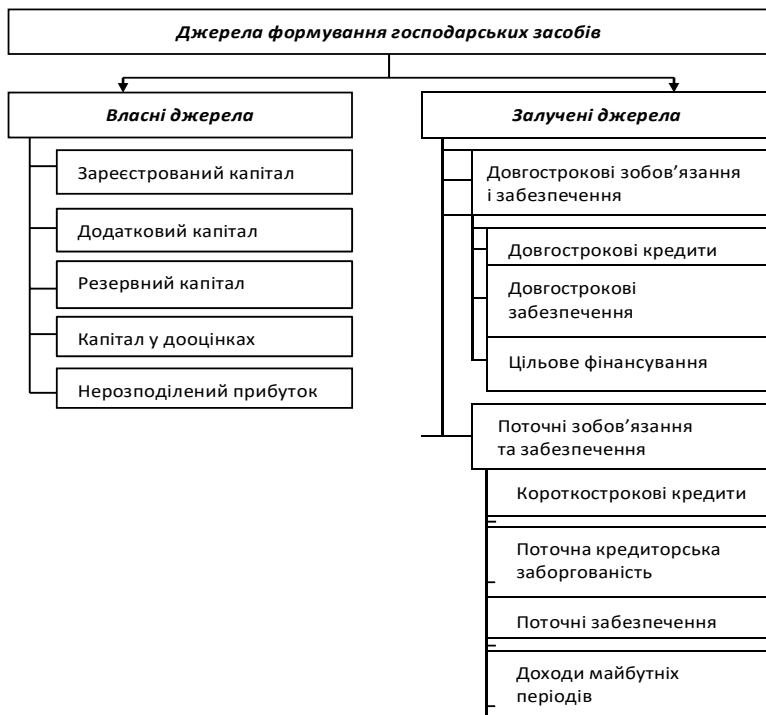 Джерела формування господарських засобів
Власні джерела
Зареєстрований капітал
Додатковий капітал
Резервний капітал
Капітал у дооцінках
Нерозподілений прибуток
Залучені джерела
Довгострокові зобов’язання
і забезпечення
Довгострокові кредити
Довгострокові
забезпечення
Цільове фінансування
Поточні зобов’язання
та забезпечення
Короткострокові кредити
Поточна кредиторська
заборгованість
Поточні забезпечення
Доходи майбутніх
періодів